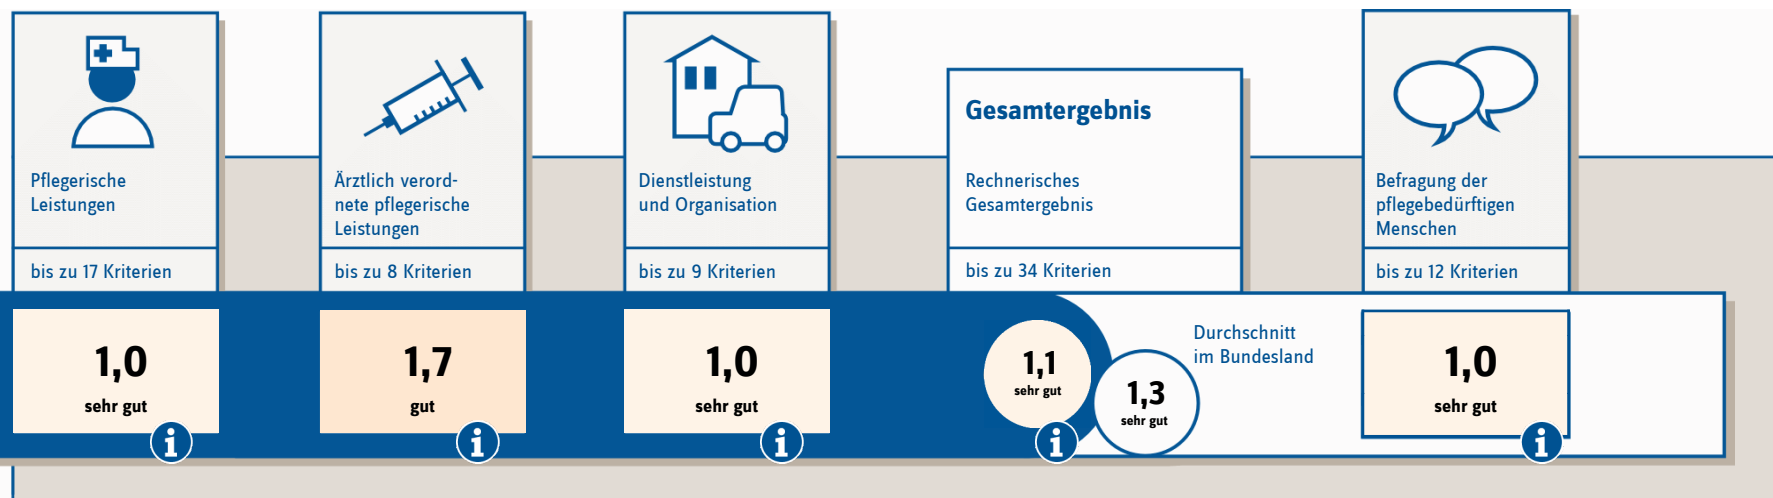 Pflegerische
Leistungen
bis zu 17 Kriterien
1,0
sehr gut
i
Ärztlich verord-
nete pflegerische
Leistungen
bis zu 8 Kriterien
1,7
gut
i
Dienstleistung
und Organisation
bis zu 9 Kriterien
1,0
sehr gut
i
Gesamtergebnis
Rechnerisches
Gesamtergebnis
bis zu 34 Kriterien
1,1
sehr gut
i
1,3
sehr gut
Durchschnitt
im Bundesland
Befragung der
pflegebedürftigen
Menschen
bis zu 12 Kriterien
1,0
sehr gut
i